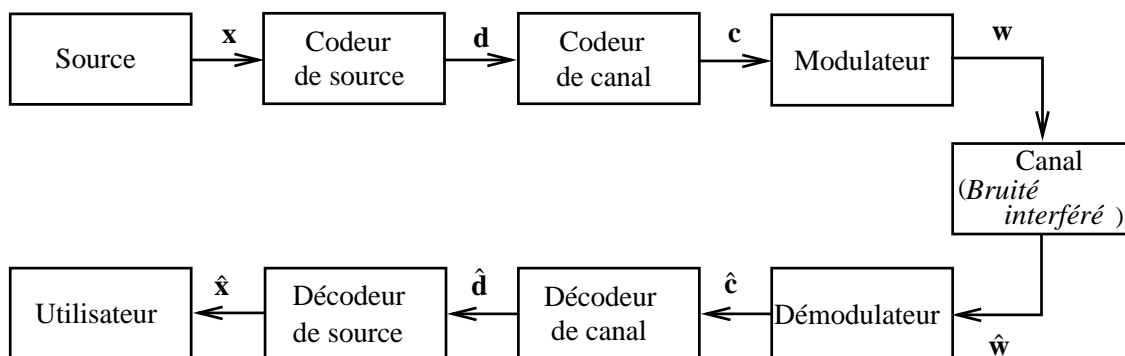 x
d
c
w
Source
Codeur
de source
Codeur
de canal
Modulateur
Canal
(Bruité
interféré )
x̂
d̂
ĉ
ŵ
Utilisateur
Décodeur
de source
Décodeur
de canal
Démodulateur